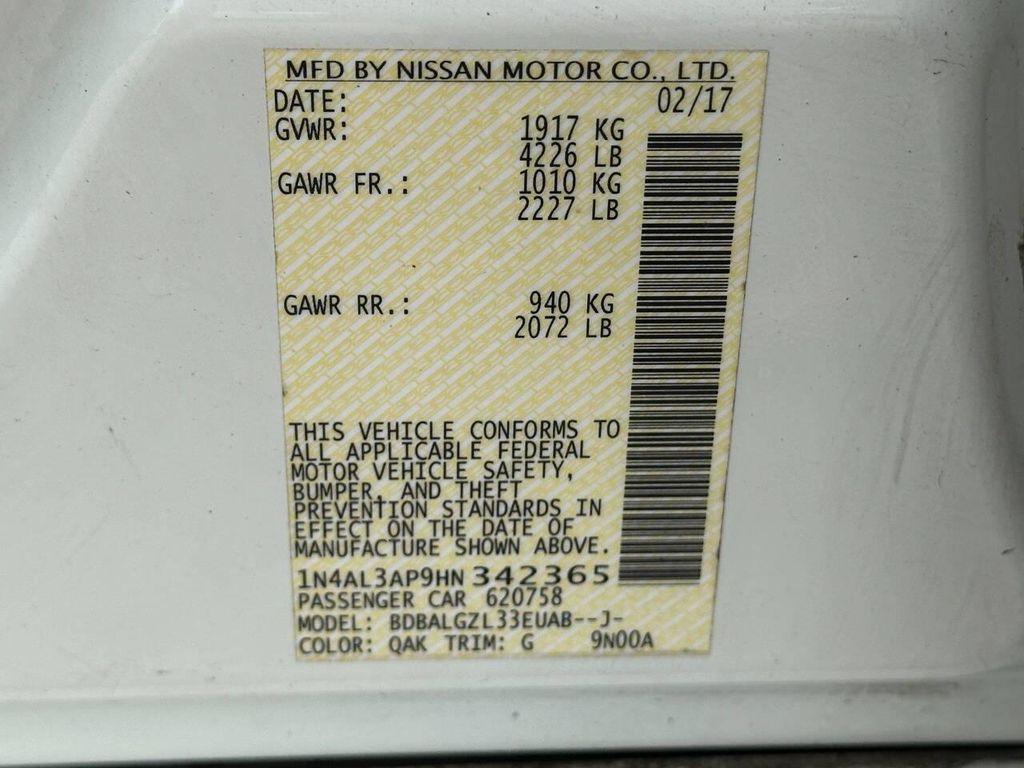 MFD BY NISSAN MOTOR CO., LTD.
DATE: 02/17
GVWR: 1917 KG
4226 LB
GAWR FR.: 1010 KG
2227 LB
GAWR RR.: 940 KG
2072 LB
THIS VEHICLE CONFORMS TO
ALL APPLICABLE FEDERAL
MOTOR VEHICLE SAFETY,
BUMPER, AND THEFT
PREVENTION STANDARDS IN
EFFECT ON THE DATE OF
MANUFACTURE SHOWN ABOVE.
1N4AL3AP9HN 342365
PASSENGER CAR 620758
MODEL: BDBALGZL33EUAB--J-
COLOR: QAK TRIM: G 9N00A